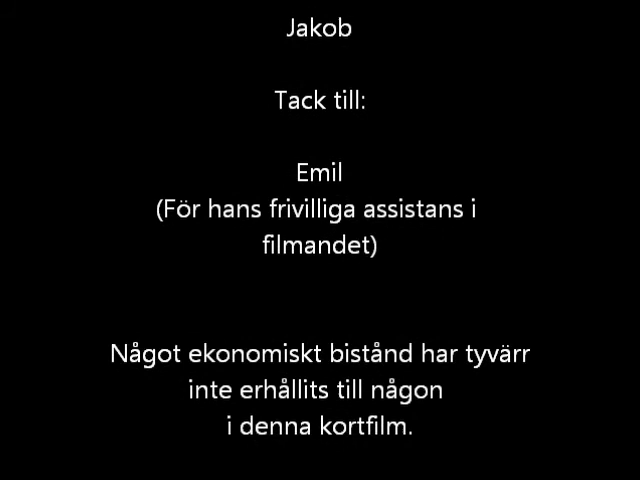 Jakob
Tack till:
Emil
(För hans frivilliga assistans i
filmandet)
Något ekonomiskt bistånd har tyvärr
inte erhållits till någon
i denna kortfilm.